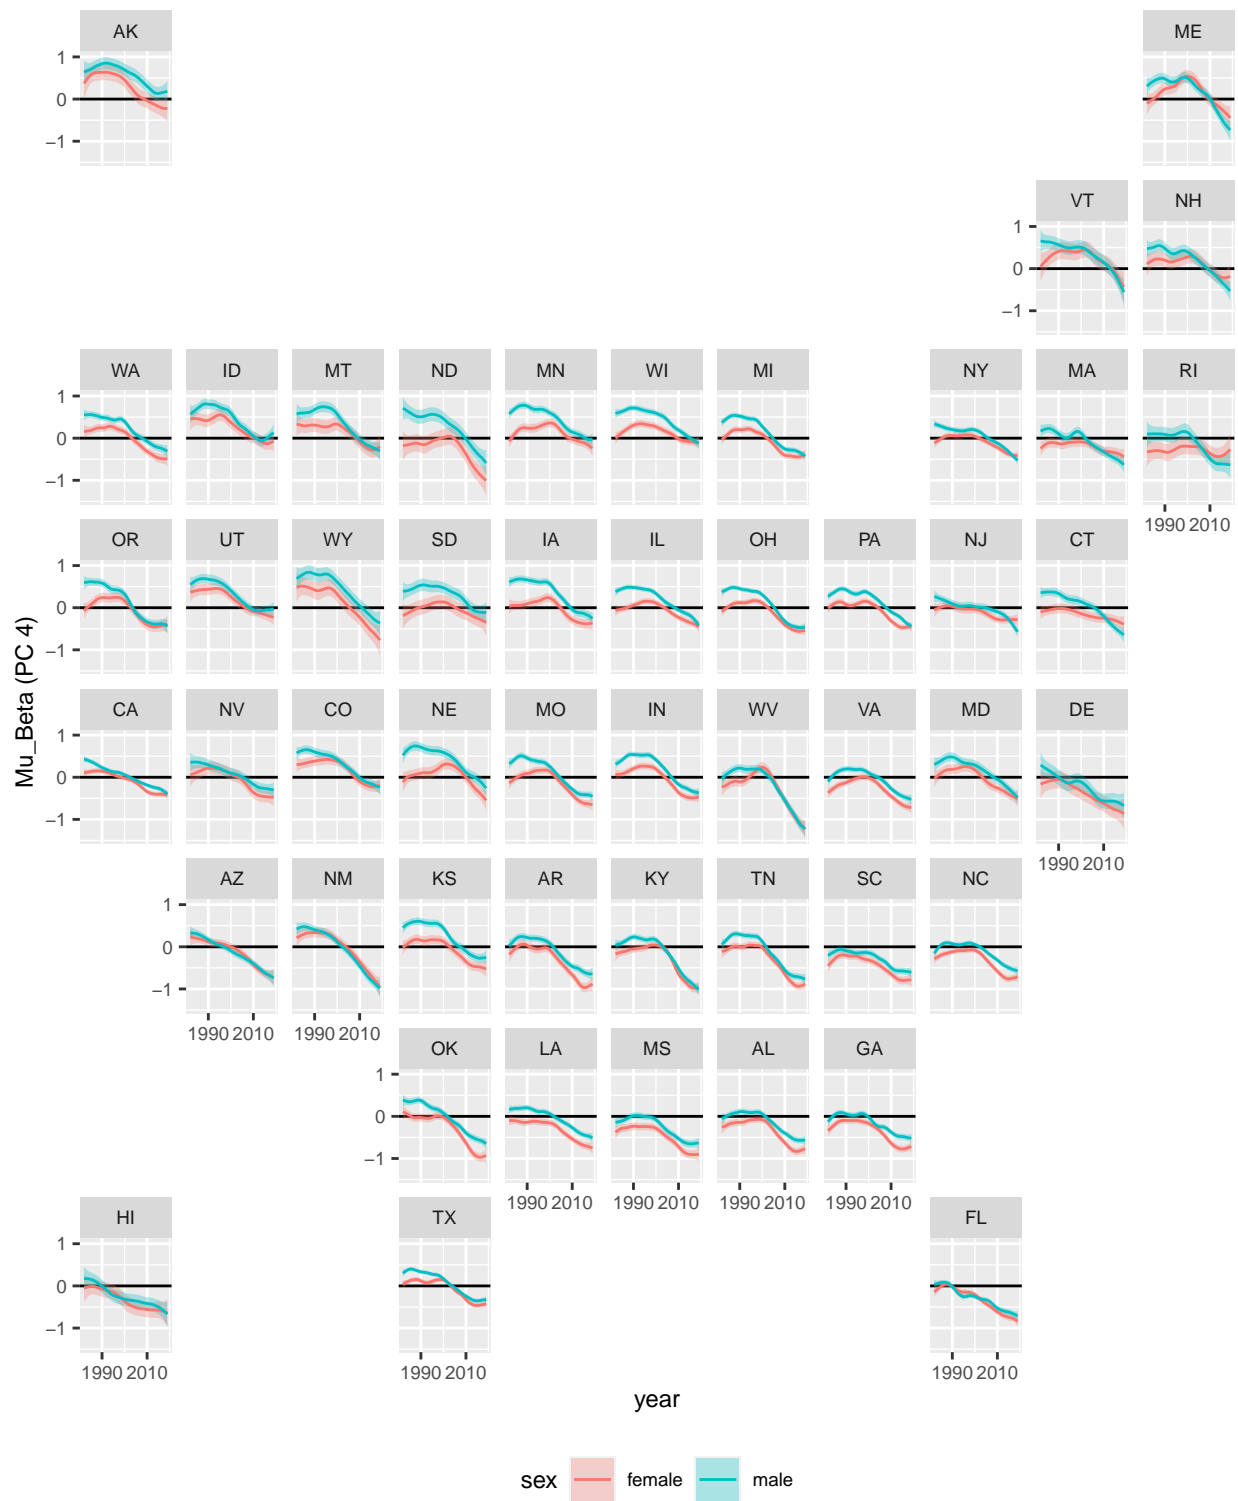 AK ME
1
0
−1
VT NH
1
0
−1
WA ID MT ND MN WI MI NY MA RI
1
0
−1
1990 2010
OR UT WY SD IA IL OH PA NJ CT
1
0
−1
Mu_Beta (PC 4)
CA NV CO NE MO IN WV VA MD DE
1
0
−1
1990 2010
AZ NM KS AR KY TN SC NC
1
0
−1
1990 2010 1990 2010
OK LA MS AL GA
1
0
−1
1990 2010 1990 2010 1990 2010 1990 2010
HI TX FL
1
0
−1
1990 2010 1990 2010 1990 2010
year
sex female male